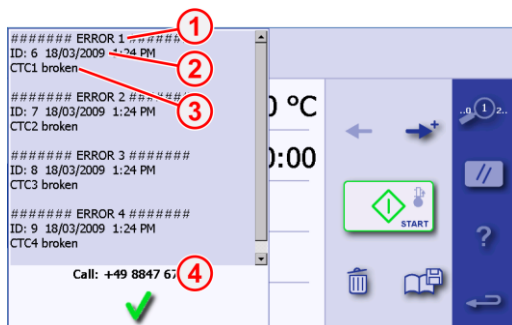 ####### ERROR 1 #######
ID: 6 18/03/2009 1:24 PM
CTC1 broken
####### ERROR 2 #######
ID: 7 18/03/2009 1:24 PM
CTC2 broken
####### ERROR 3 #######
ID: 8 18/03/2009 1:24 PM
CTC3 broken
####### ERROR 4 #######
ID: 9 18/03/2009 1:24 PM
CTC4 broken
Call: +49 8847 67
1
2
3
4
0 °C
0:00
START
..0 1 2..
//
?